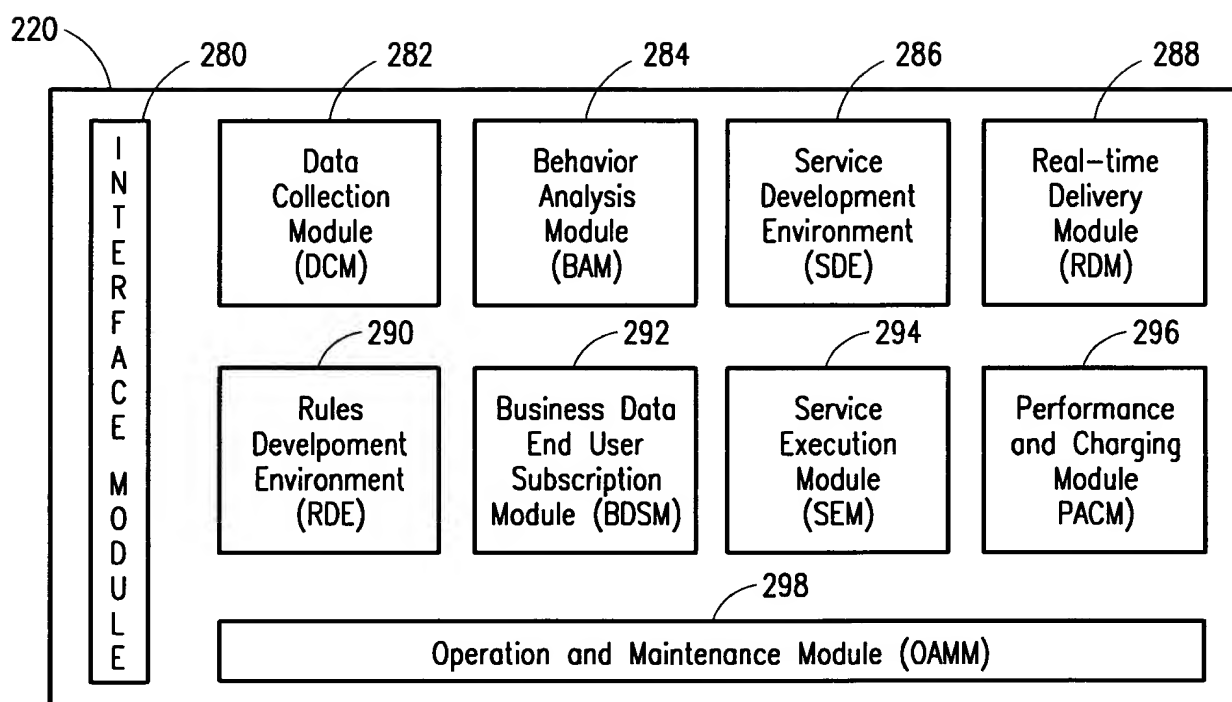 220
280
282
284
286
288
INTERFACE MODULE
Data
Collection
Module
(DCM)
Behavior
Analysis
Module
(BAM)
Service
Development
Environment
(SDE)
Real-time
Delivery
Module
(RDM)
290
292
294
296
Rules
Develpoment
Environment
(RDE)
Business Data
End User
Subscription
Module (BDSM)
Service
Execution
Module
(SEM)
Performance
and Charging
Module
PACM)
298
Operation and Maintenance Module (OAMM)